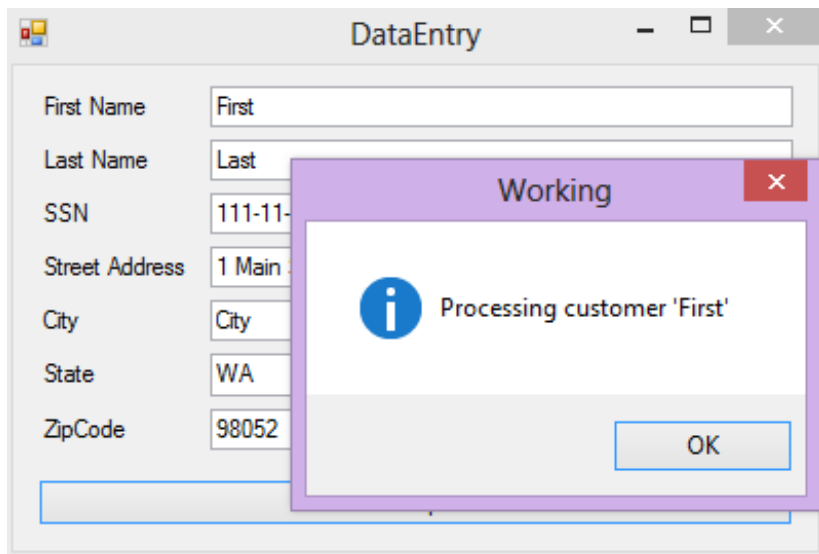 DataEntry
First Name First
Last Name Last
SSN 111-11-
Street Address 1 Main
City City
State WA
ZipCode 98052
Working
Processing customer 'First'
OK